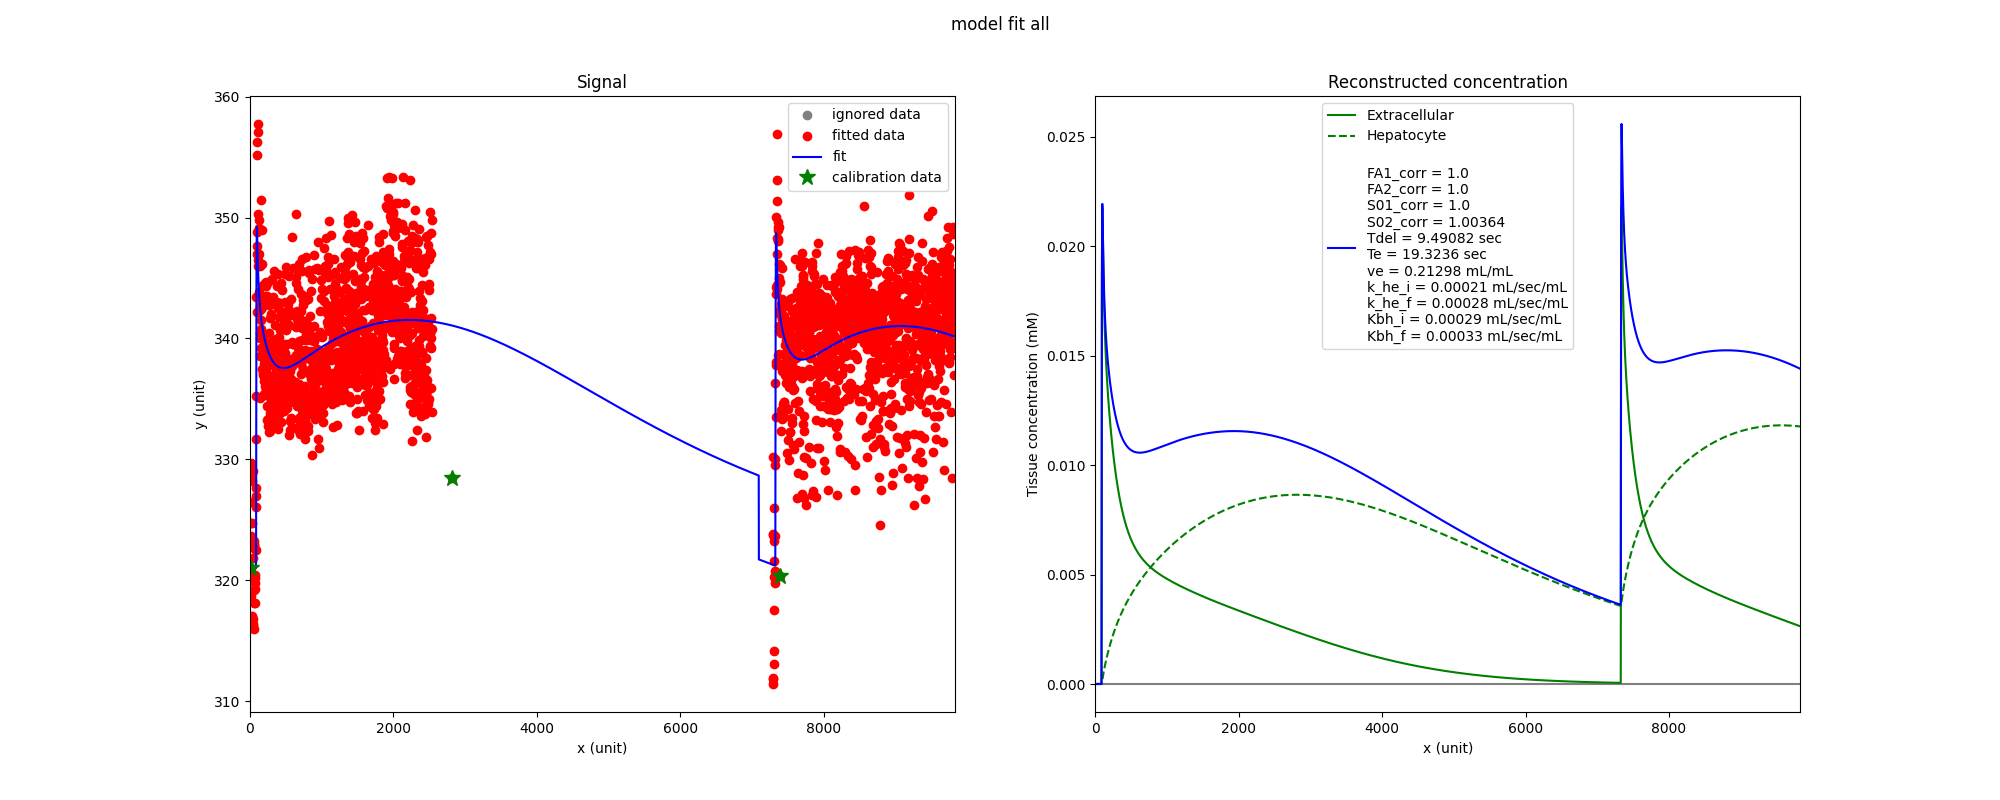 model fit all
Signal
360
350
340
330
320
310
y (unit)
0
2000
4000
6000
8000
x (unit)
ignored data
fitted data
fit
calibration data
Reconstructed concentration
0.025
0.020
0.015
0.010
0.005
0.000
Tissue concentration (mM)
0
2000
4000
6000
8000
x (unit)
Extracellular
Hepatocyte
FA1_corr = 1.0
FA2_corr = 1.0
S01_corr = 1.0
S02_corr = 1.00364
Tdel = 9.49082 sec
Te = 19.3236 sec
ve = 0.21298 mL/mL
k_he_i = 0.00021 mL/sec/mL
k_he_f = 0.00028 mL/sec/mL
Kbh_i = 0.00029 mL/sec/mL
Kbh_f = 0.00033 mL/sec/mL